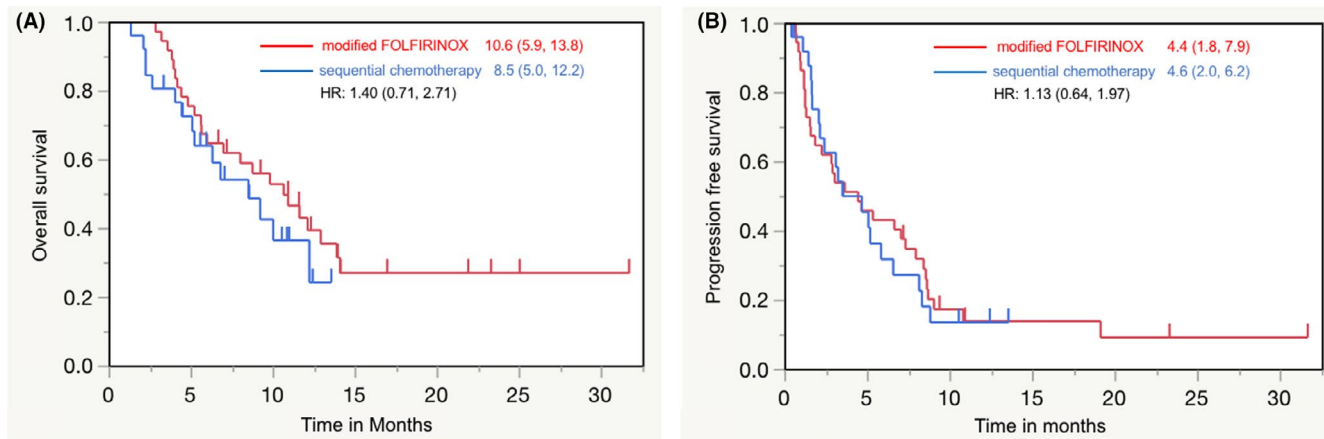 (A)
1.0
0.8
0.6
0.4
0.2
0.0
Overall survival
modified FOLFIRINOX 10.6 (5.9, 13.8)
sequential chemotherapy 8.5 (5.0, 12.2)
HR: 1.40 (0.71, 2.71)
0 5 10 15 20 25 30
Time in Months
(B)
1.0
0.8
0.6
0.4
0.2
0.0
Progression free survival
modified FOLFIRINOX 4.4 (1.8, 7.9)
sequential chemotherapy 4.6 (2.0, 6.2)
HR: 1.13 (0.64, 1.97)
0 5 10 15 20 25 30
Time in months